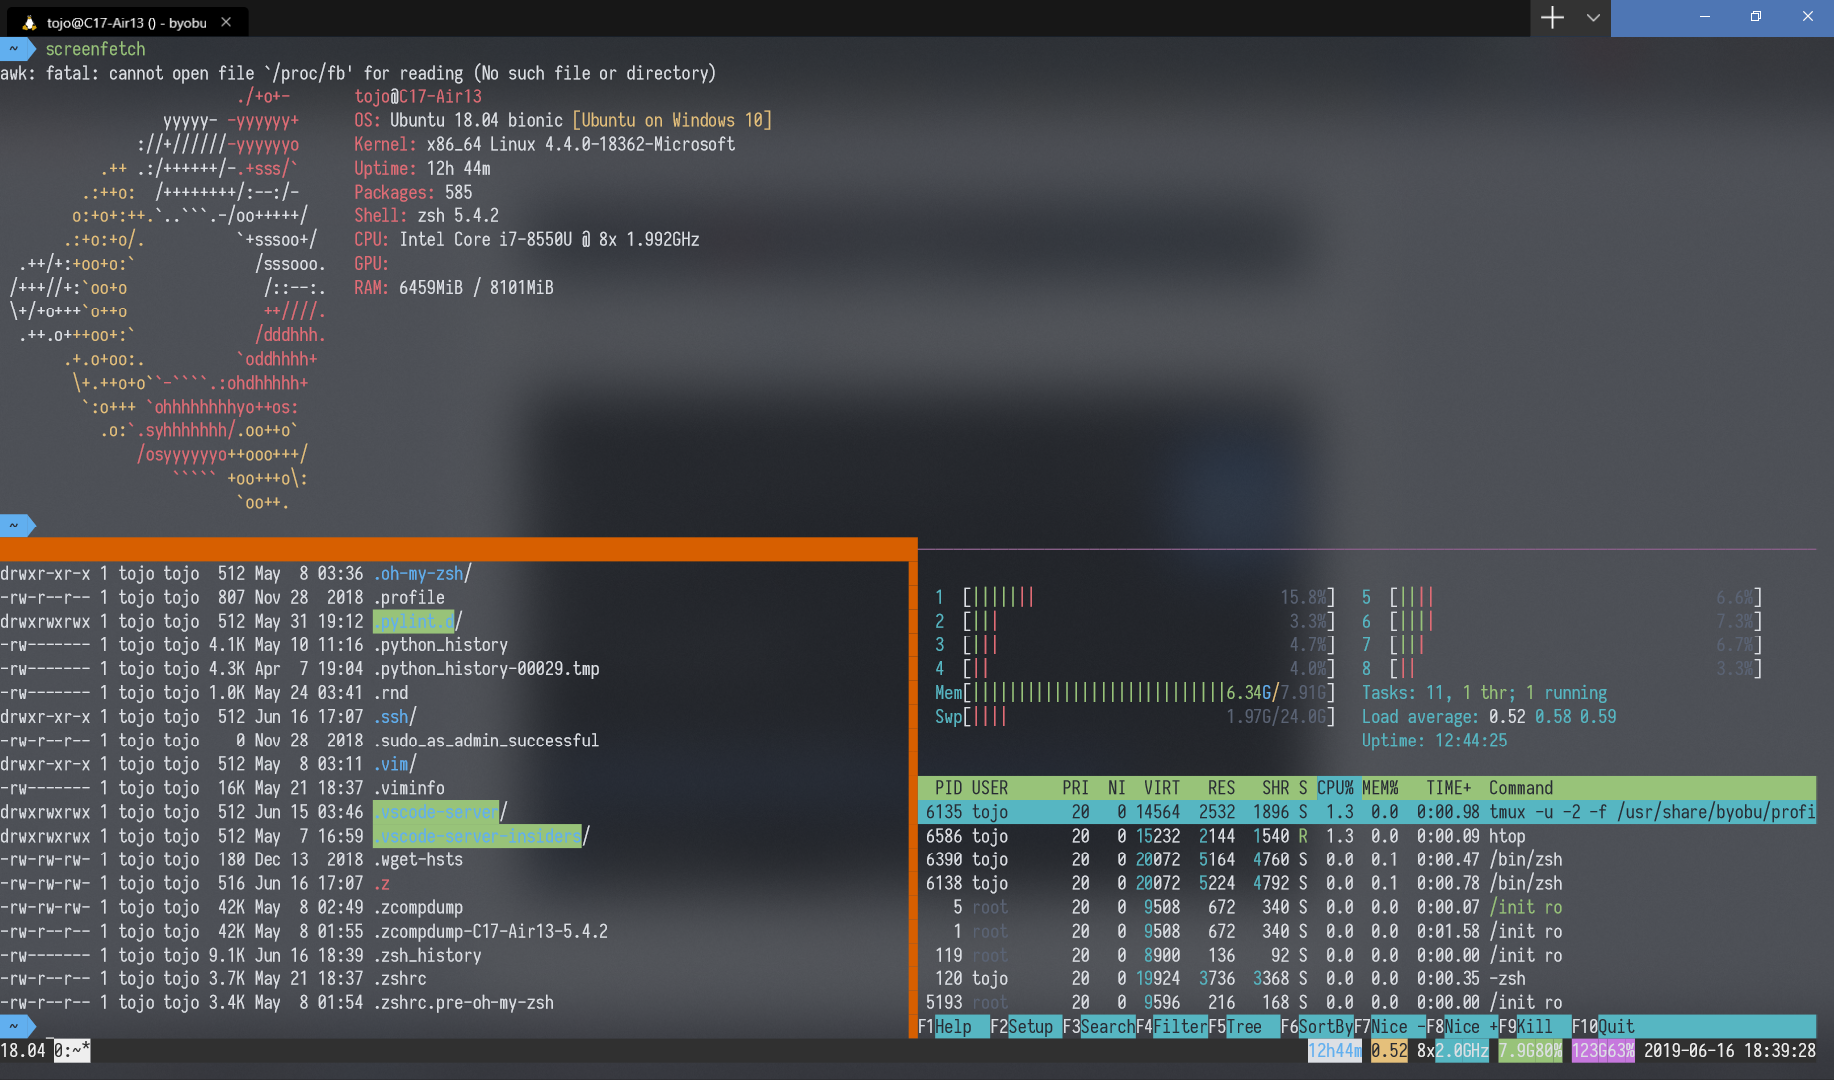 tojo@C17-Air13 () - byobu
~ screenfetch
awk: fatal: cannot open file `/proc/fb' for reading (No such file or directory)
./+o+-       tojo@C17-Air13
yyyyy- -yyyyyy+   OS: Ubuntu 18.04 bionic [Ubuntu on Windows 10]
://+//////-yyyyyyo   Kernel: x86_64 Linux 4.4.0-18362-Microsoft
.++ .:/++++++/-.+sss/`   Uptime: 12h 44m
.:++o:  /++++++++/:--:/-   Packages: 585
o:+o+:++.`..```.-/oo+++++/   Shell: zsh 5.4.2
.:+o:+o/.          `+sssoo+/   CPU: Intel Core i7-8550U @ 8x 1.992GHz
.++/+:+oo+o:`             /sssooo.   GPU:
/+++//+:`oo+o               /::--:.   RAM: 6459MiB / 8101MiB
\+/+o+++`o++o               ++////.
.++.o+++oo+:`             /dddhhh.
.+.o+oo:.          `oddhhhh+
\+.++o+o``-````.:ohdhhhhh+
`:o+++ `ohhhhhhhhyo++os:
.o:`.syhhhhhhh/.oo++o`
/osyyyyyyo++ooo+++/
````` +oo+++o\:
`oo++.
~
drwxr-xr-x 1 tojo tojo  512 May  8 03:36 .oh-my-zsh/
-rw-r--r-- 1 tojo tojo  807 Nov 28  2018 .profile
drwxrwxrwx 1 tojo tojo  512 May 31 19:12 .pylint.d/
-rw------- 1 tojo tojo 4.1K May 10 11:16 .python_history
-rw------- 1 tojo tojo 4.3K Apr  7 19:04 .python_history-00029.tmp
-rw------- 1 tojo tojo 1.0K May 24 03:41 .rnd
drwxr-xr-x 1 tojo tojo  512 Jun 16 17:07 .ssh/
-rw-r--r-- 1 tojo tojo    0 Nov 28  2018 .sudo_as_admin_successful
drwxr-xr-x 1 tojo tojo  512 May  8 03:11 .vim/
-rw------- 1 tojo tojo  16K May 21 18:37 .viminfo
drwxrwxrwx 1 tojo tojo  512 Jun 15 03:46 .vscode-server/
drwxrwxrwx 1 tojo tojo  512 May  7 16:59 .vscode-server-insiders/
-rw-rw-rw- 1 tojo tojo  180 Dec 13  2018 .wget-hsts
-rw-rw-rw- 1 tojo tojo  516 Jun 16 17:07 .z
-rw-rw-rw- 1 tojo tojo  42K May  8 02:49 .zcompdump
-rw-r--r-- 1 tojo tojo  42K May  8 01:55 .zcompdump-C17-Air13-5.4.2
-rw------- 1 tojo tojo 9.1K Jun 16 18:39 .zsh_history
-rw-r--r-- 1 tojo tojo 3.7K May 21 18:37 .zshrc
-rw-r--r-- 1 tojo tojo 3.4K May  8 01:54 .zshrc.pre-oh-my-zsh
~
1 [||||||| 15.8%]   5 [|||| 6.6%]
2 [||| 3.3%]   6 [|||| 7.3%]
3 [||| 4.7%]   7 [||| 6.7%]
4 [|| 4.0%]   8 [|| 3.3%]
Mem[||||||||||||||||||||||||||||6.34G/7.91G]   Tasks: 11, 1 thr; 1 running
Swp[|||| 1.97G/24.0G]   Load average: 0.52 0.58 0.59
Uptime: 12:44:25
PID USER      PRI  NI  VIRT   RES   SHR S CPU% MEM%   TIME+  Command
6135 tojo       20   0 14564  2532  1896 S  1.3  0.0  0:00.98 tmux -u -2 -f /usr/share/byobu/profi
6586 tojo       20   0 15232  2144  1540 R  1.3  0.0  0:00.09 htop
6390 tojo       20   0 20072  5164  4760 S  0.0  0.1  0:00.47 /bin/zsh
6138 tojo       20   0 20072  5224  4792 S  0.0  0.1  0:00.78 /bin/zsh
5 root       20   0  9508   672   340 S  0.0  0.0  0:00.07 /init ro
1 root       20   0  9508   672   340 S  0.0  0.0  0:01.58 /init ro
119 root       20   0  8900   136    92 S  0.0  0.0  0:00.00 /init ro
120 tojo       20   0 19924  3736  3368 S  0.0  0.0  0:00.35 -zsh
5193 root       20   0  9596   216   168 S  0.0  0.0  0:00.00 /init ro
F1Help  F2Setup F3SearchF4FilterF5Tree  F6SortByF7Nice -F8Nice +F9Kill  F10Quit
18.04 0:~*   12h44m 0.52 8x2.0GHz 7.9G80% 123G63% 2019-06-16 18:39:28